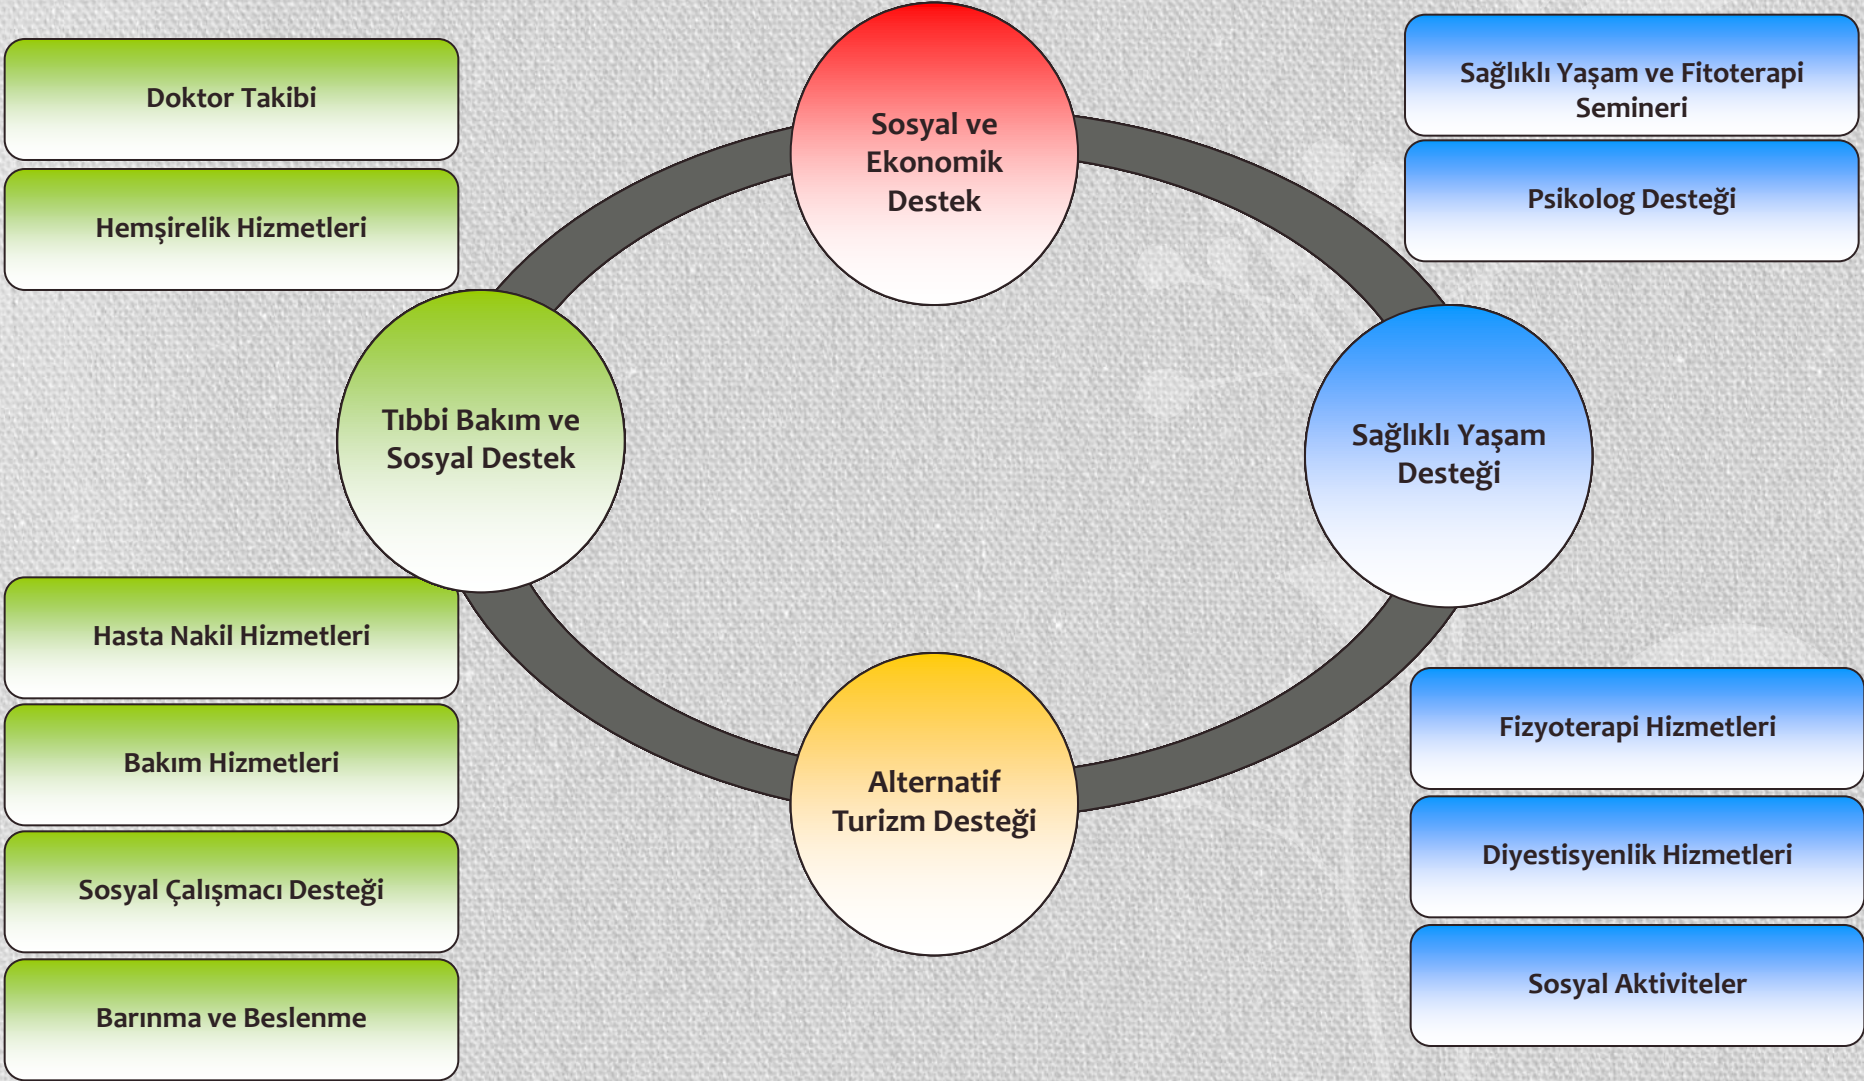 Doktor Takibi
Hemşirelik Hizmetleri
Sosyal ve
Ekonomik
Destek
Sağlıklı Yaşam ve Fitoterapi
Semineri
Psikolog Desteği
Tıbbi Bakım ve
Sosyal Destek
Sağlıklı Yaşam
Desteği
Hasta Nakil Hizmetleri
Bakım Hizmetleri
Sosyal Çalışmacı Desteği
Barınma ve Beslenme
Alternatif
Turizm Desteği
Fizyoterapi Hizmetleri
Diyestisyenlik Hizmetleri
Sosyal Aktiviteler